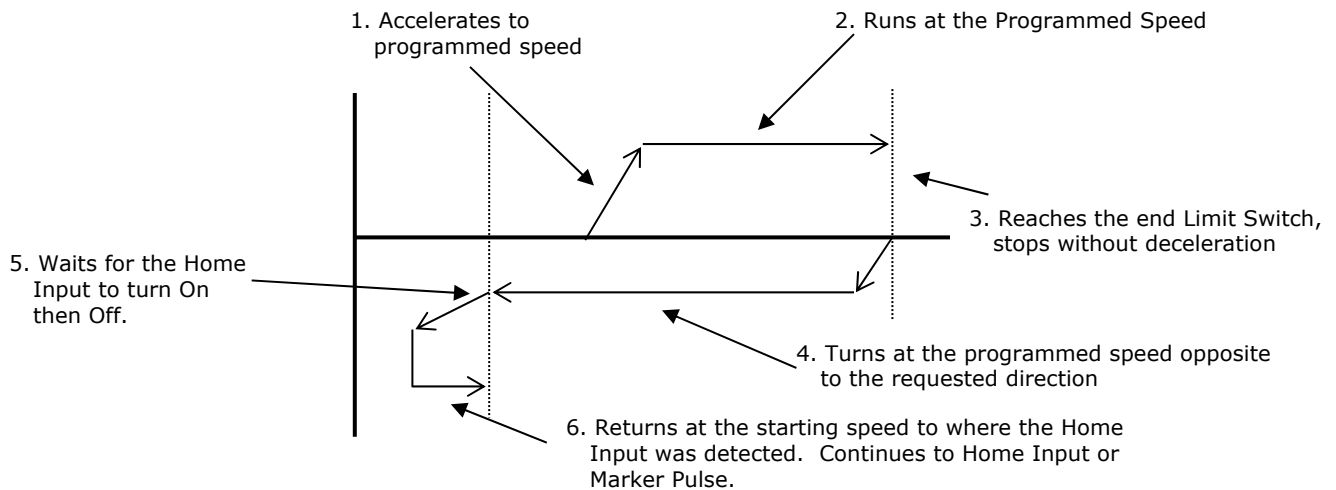 1. Accelerates to
programmed speed
2. Runs at the Programmed Speed
3. Reaches the end Limit Switch,
stops without deceleration
5. Waits for the Home
Input to turn On
then Off.
4. Turns at the programmed speed opposite
to the requested direction
6. Returns at the starting speed to where the Home
Input was detected.  Continues to Home Input or
Marker Pulse.